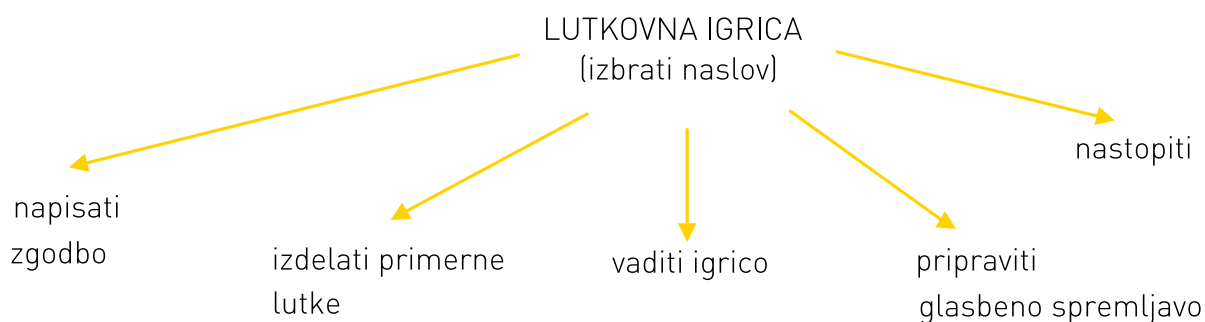 LUTKOVNA IGRICA
(izbrati naslov)
napisati
zgodbo
izdelati primerne
lutke
vaditi igrico
pripraviti
glasbeno spremljavo
nastopiti